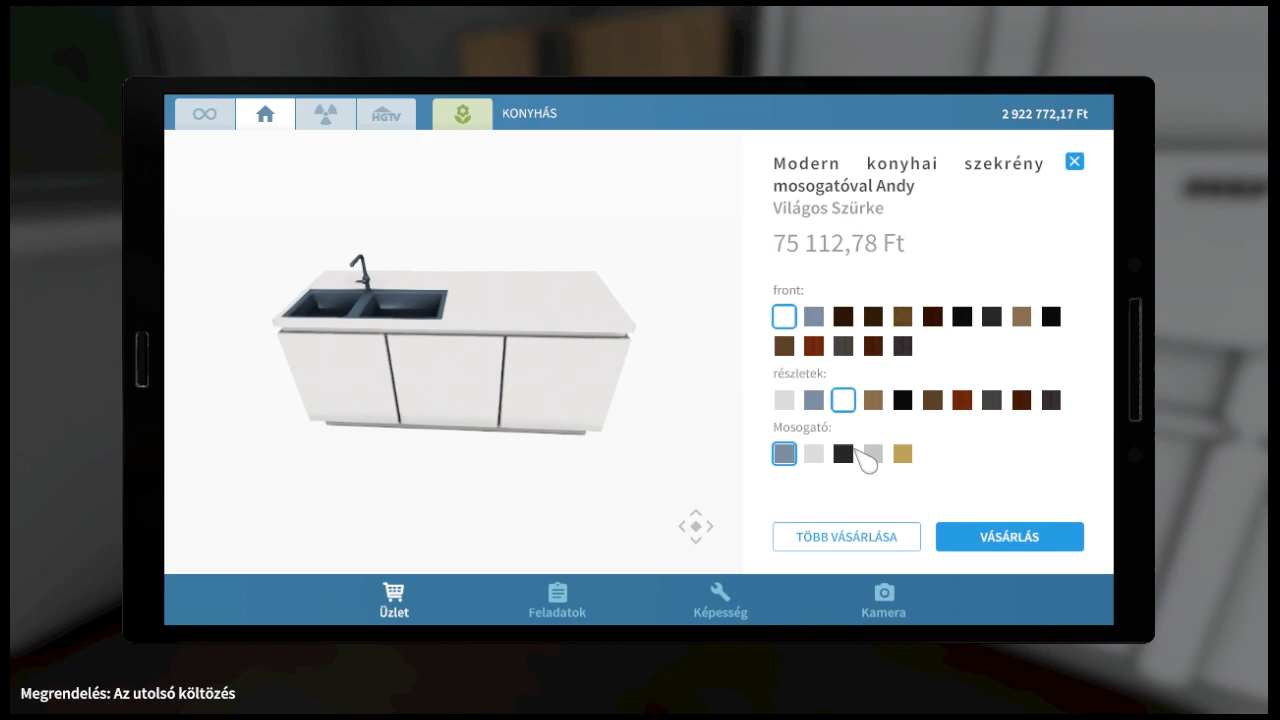 HGTV
KONYHÁS
2 922 772,17 Ft
Modern konyhai szekrény
mosogatóval Andy
Világos Szürke
75 112,78 Ft
front:
részletek:
Mosogató:
TÖBB VÁSÁRLÁSA
VÁSÁRLÁS
Üzlet
Feladatok
Képesség
Kamera
Megrendelés: Az utolsó költözés